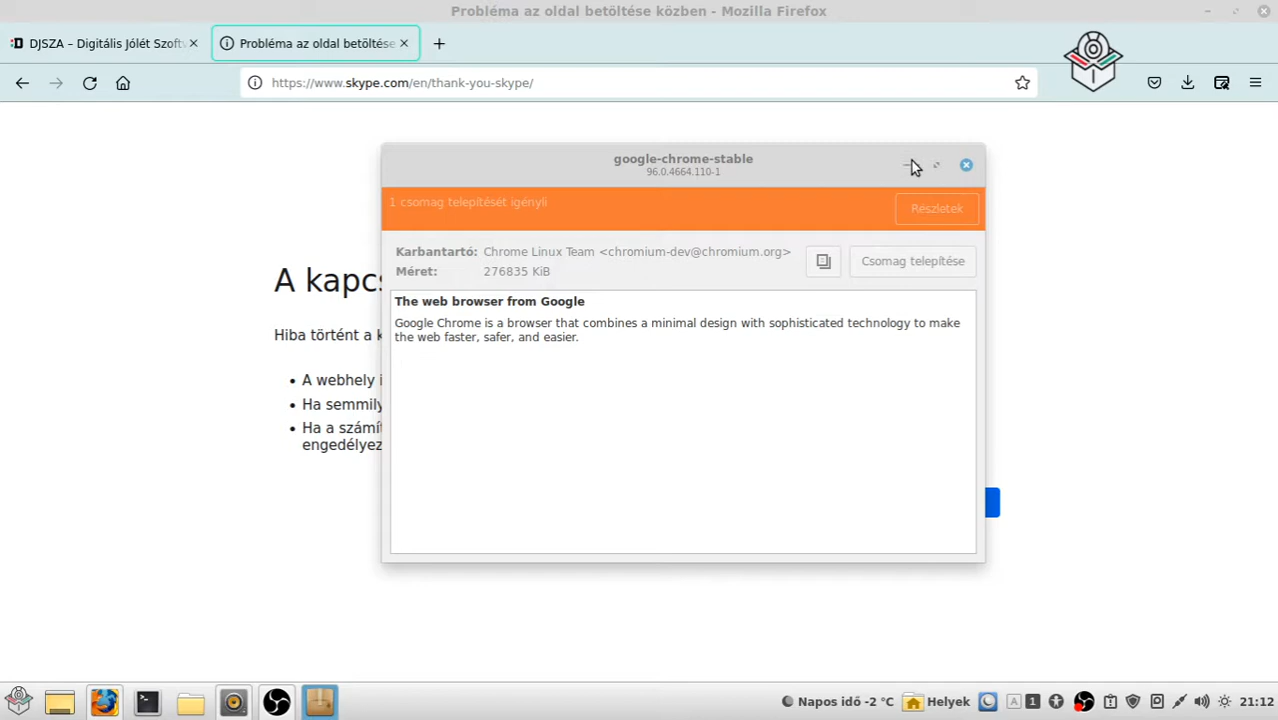 Probléma az oldal betöltése közben - Mozilla Firefox
DJSZA – Digitális Jólét Szoftv
Probléma az oldal betöltése
https://www.skype.com/en/thank-you-skype/
google-chrome-stable
96.0.4664.110-1
1 csomag telepítését igényli
Részletek
Karbantartó: Chrome Linux Team <chromium-dev@chromium.org>
Méret: 276835 KiB
Csomag telepítése
The web browser from Google
Google Chrome is a browser that combines a minimal design with sophisticated technology to make
the web faster, safer, and easier.
A kapcs
Hiba történt a k
• A webhely i
• Ha semmily
• Ha a számít
engedélyez
Napos idő -2 °C
Helyek
A
1
21:12